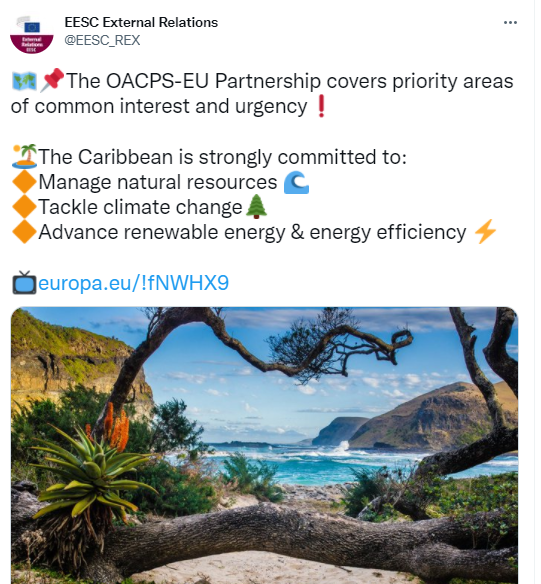 EESC External Relations
@EESC_REX
🗺️📌The OACPS-EU Partnership covers priority areas
of common interest and urgency❗
🏝️The Caribbean is strongly committed to:
🔶Manage natural resources 🌊
🔶Tackle climate change🌲
🔶Advance renewable energy & energy efficiency ⚡
📺europa.eu/!fNWHX9
External
Relations
EESC